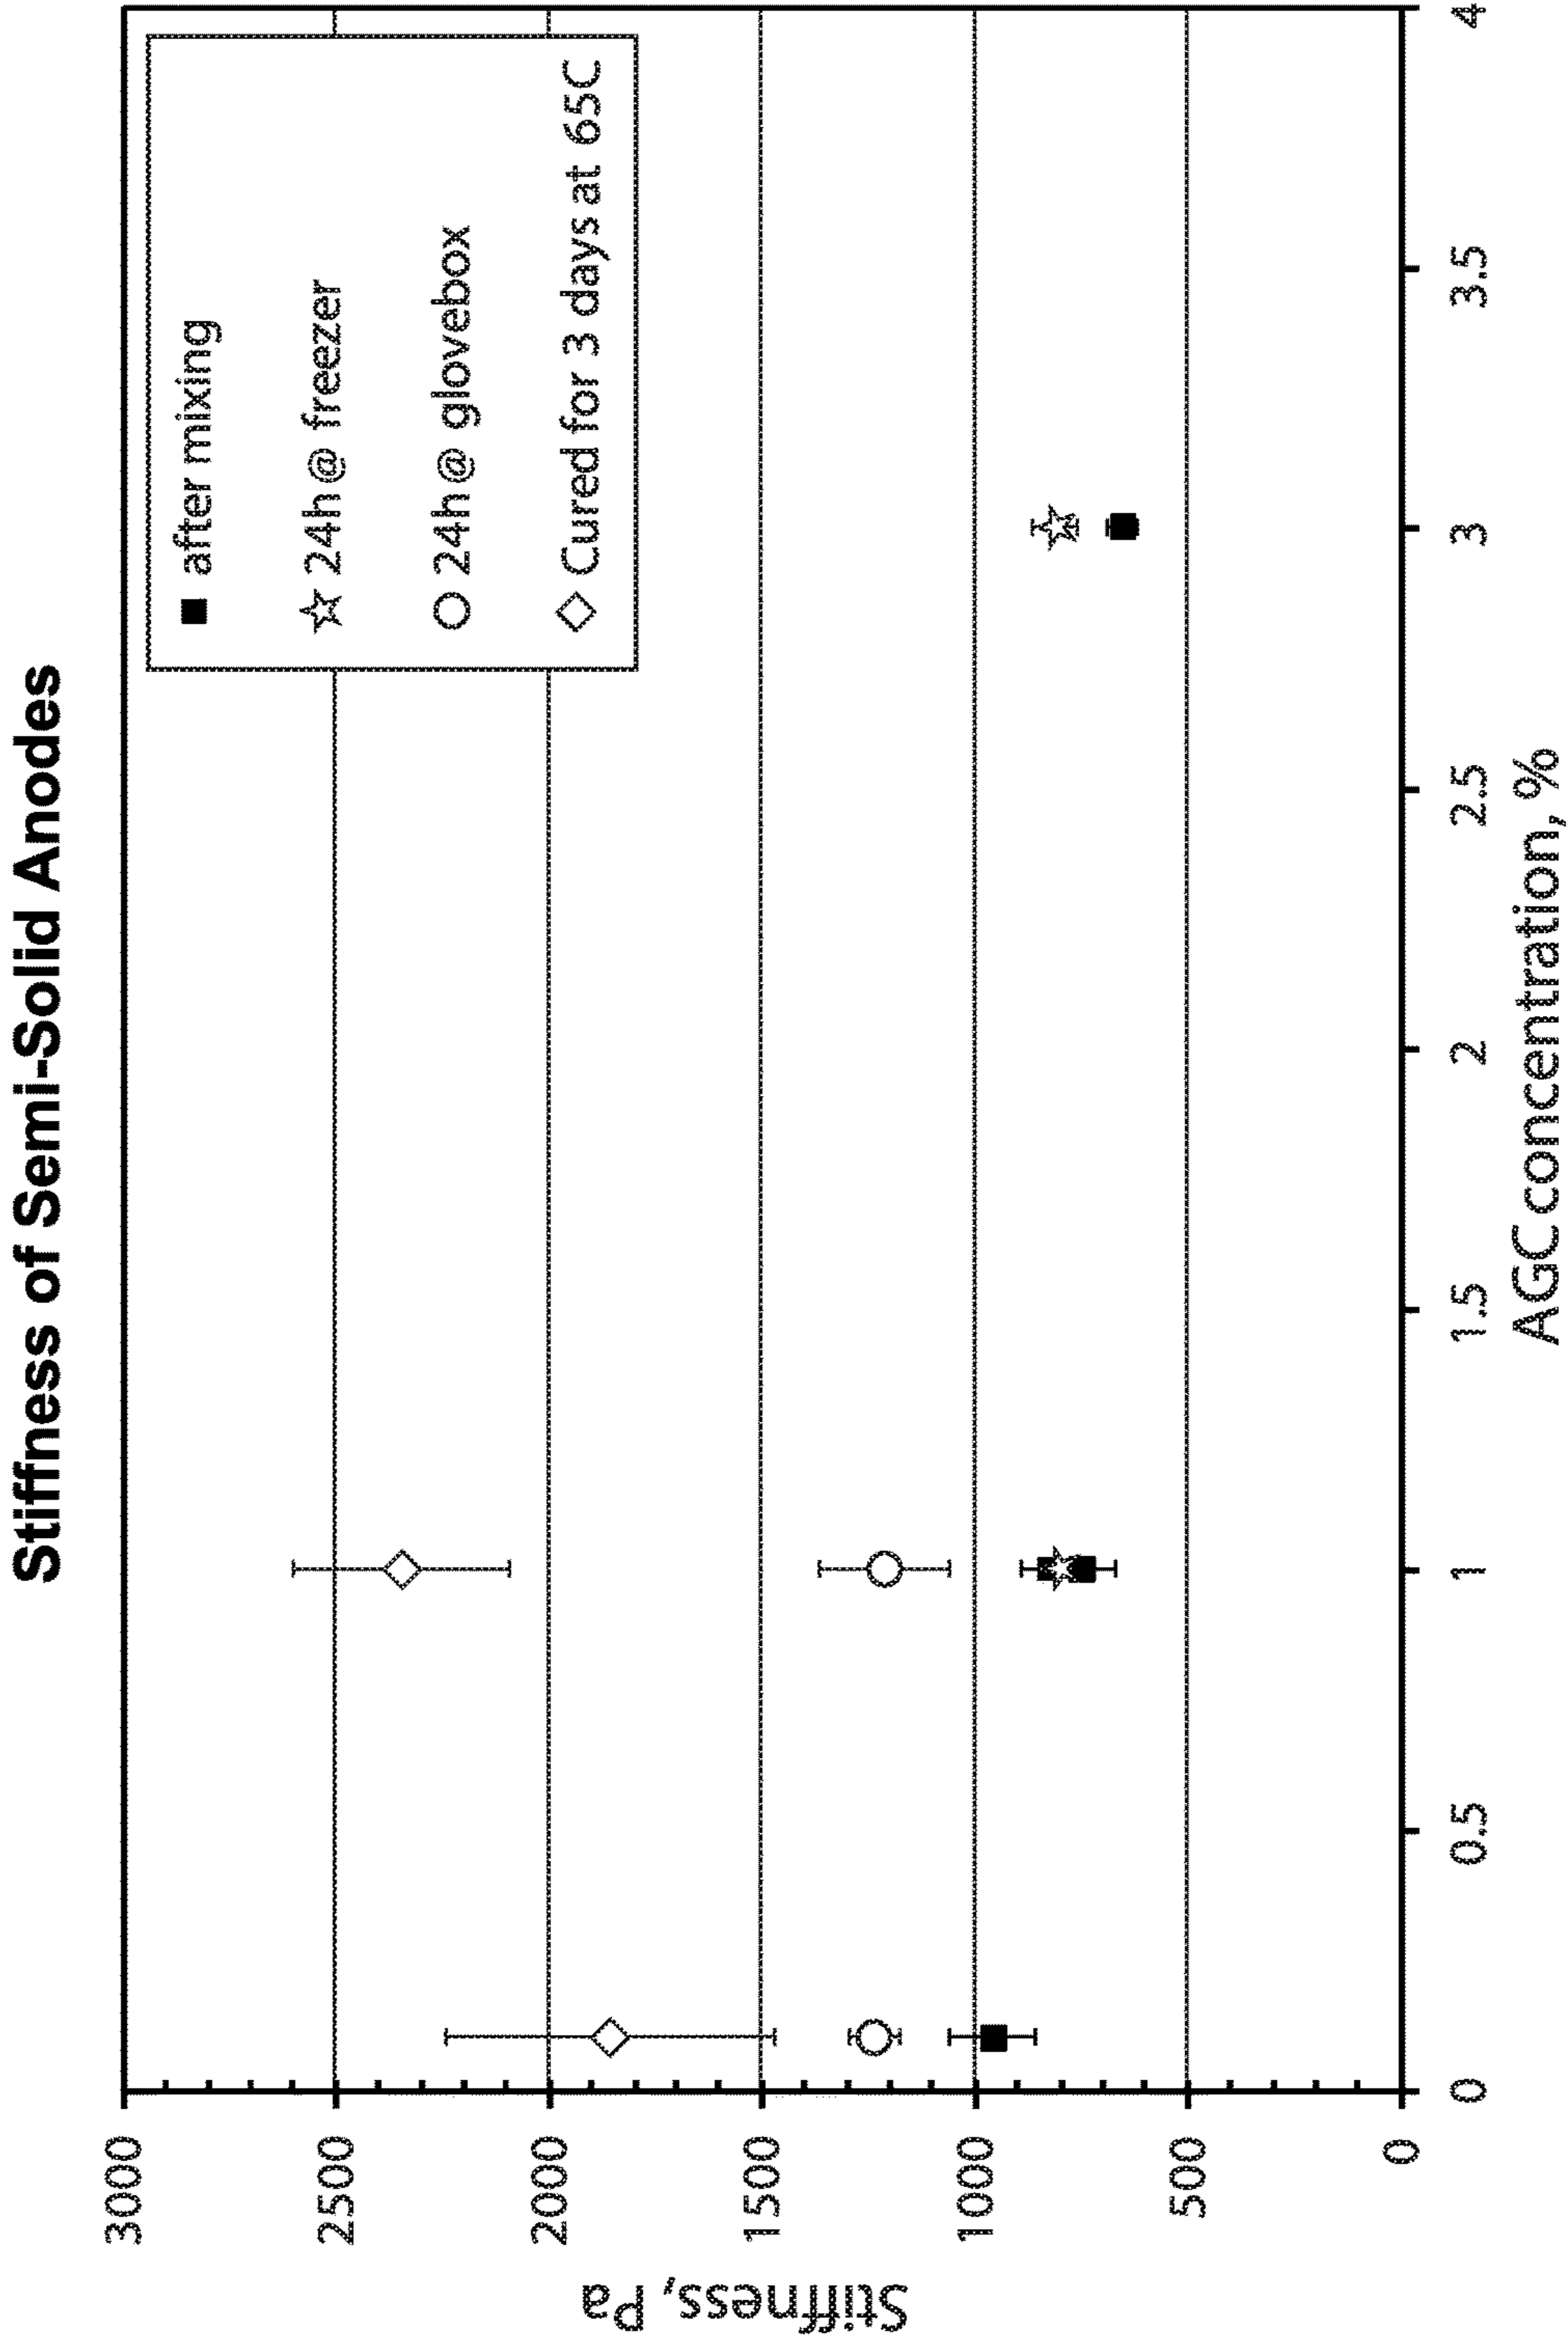 Stiffness of Semi-Solid Anodes
3000
2500
2000
1500
1000
500
0
Stiffness, Pa
after mixing
24h@ freezer
24h@ glovebox
Cured for 3 days at 65C
0
0.5
1
1.5
2
2.5
3
3.5
4
AGC concentration, %